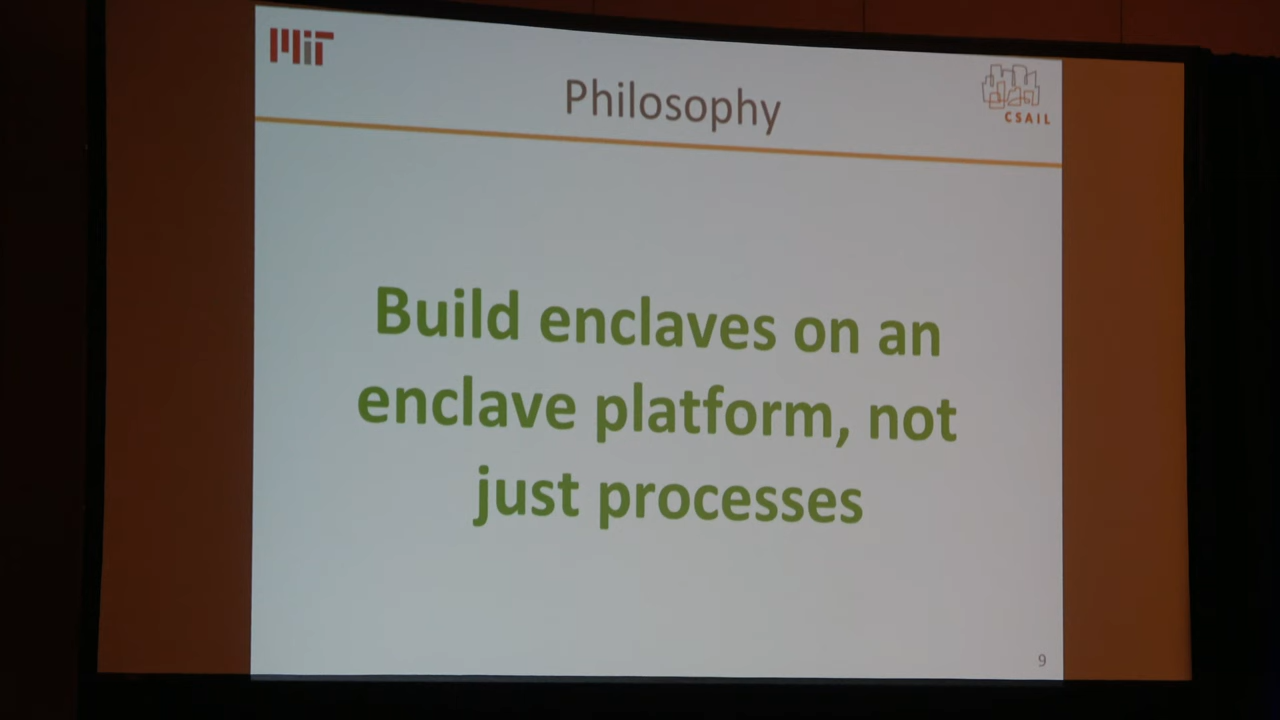 MIT
Philosophy
CSAIL
Build enclaves on an
enclave platform, not
just processes
9